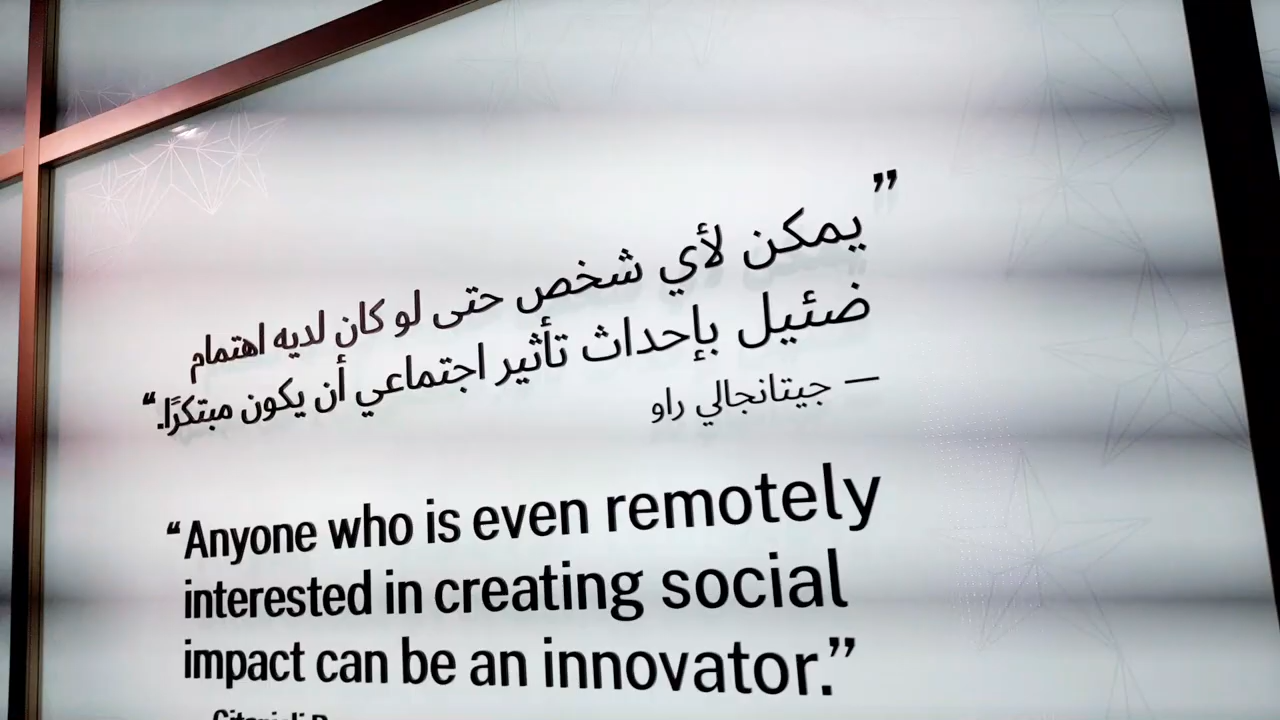 ”يمكن لأي شخص حتى لو كان لديه اهتمام
ضئيل بإحداث تأثير اجتماعي أن يكون مبتكرًا.“
— جيتانجالي راو
“Anyone who is even remotely
interested in creating social
impact can be an innovator.”